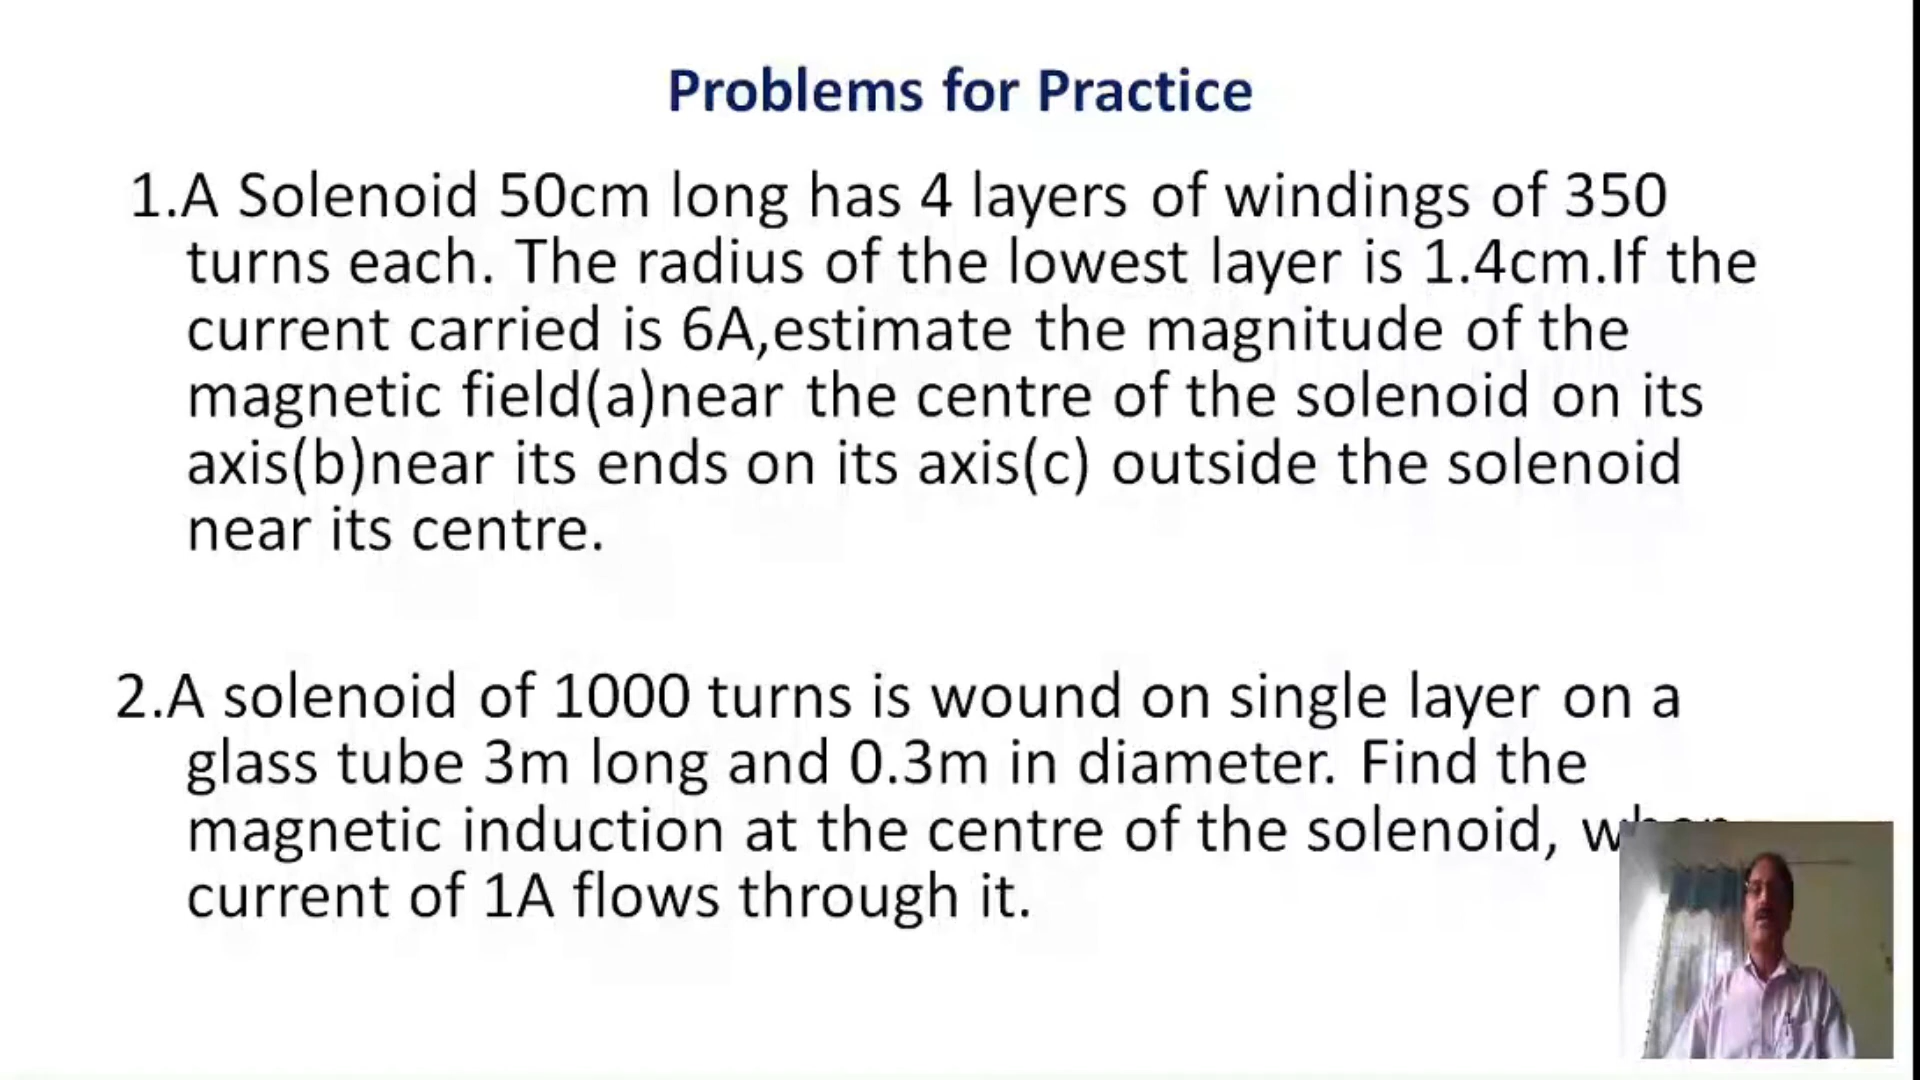 Problems for Practice
1.A Solenoid 50cm long has 4 layers of windings of 350
turns each. The radius of the lowest layer is 1.4cm.If the
current carried is 6A,estimate the magnitude of the
magnetic field(a)near the centre of the solenoid on its
axis(b)near its ends on its axis(c) outside the solenoid
near its centre.
2.A solenoid of 1000 turns is wound on single layer on a
glass tube 3m long and 0.3m in diameter. Find the
magnetic induction at the centre of the solenoid,
current of 1A flows through it.